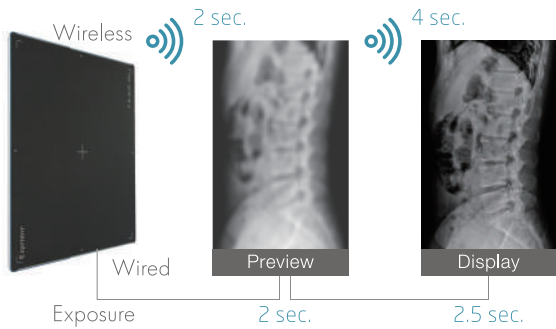 Wireless
2 sec.
4 sec.
Preview
Display
Wired
Exposure
2 sec.
2.5 sec.